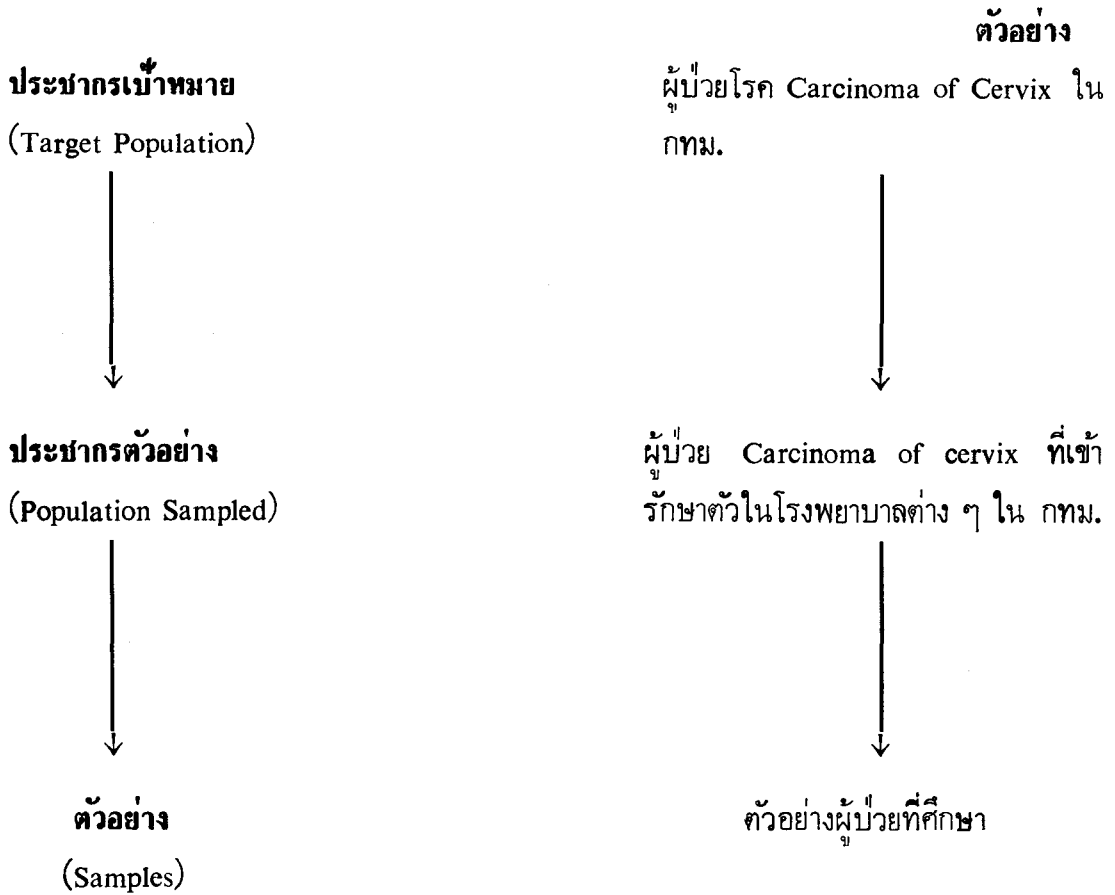 ตัวอย่าง
ประชากรเป้าหมาย
(Target Population)
ผู้ป่วยโรค Carcinoma of Cervix ใน
กทม.
ประชากรตัวอย่าง
(Population Sampled)
ผู้ป่วย Carcinoma of cervix ที่เข้า
รักษาตัวในโรงพยาบาลต่าง ๆ ใน กทม.
ตัวอย่าง
(Samples)
ตัวอย่างผู้ป่วยที่ศึกษา